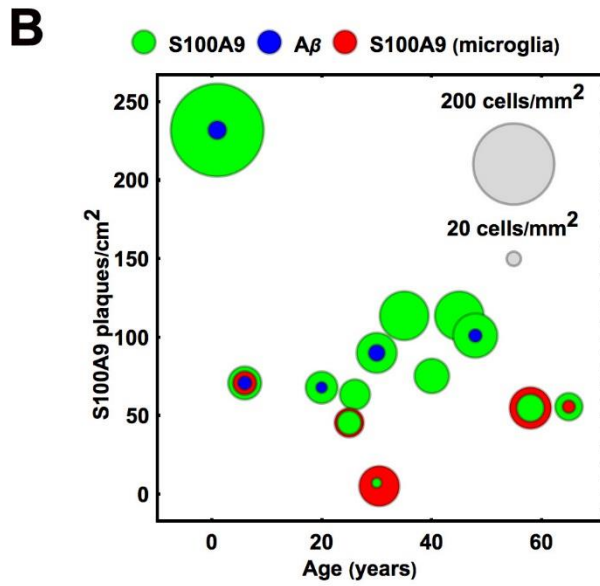 B
S100A9 Aβ S100A9 (microglia)
200 cells/mm²
20 cells/mm²
S100A9 plaques/cm²
250
200
150
100
50
0
0 20 40 60
Age (years)